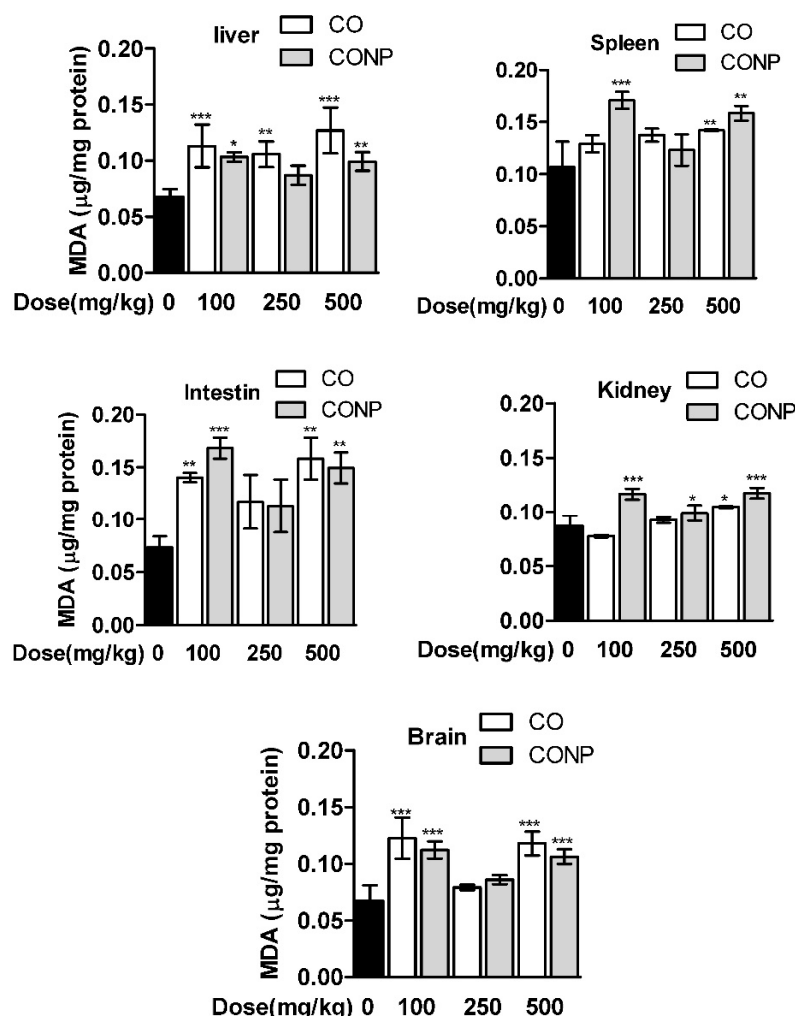 liver
CO
CONP
MDA (µg/mg protein)
0.20
0.15
0.10
0.05
0.00
*** * ** *** **
Dose(mg/kg) 0 100 250 500
Spleen
CO
CONP
0.20
0.15
0.10
0.05
0.00
*** ** **
Dose(mg/kg) 0 100 250 500
Intestin
CO
CONP
MDA (µg/mg protein)
0.20
0.15
0.10
0.05
0.00
** *** ** **
Dose(mg/kg) 0 100 250 500
Kidney
CO
CONP
0.20
0.15
0.10
0.05
0.00
*** * * ***
Dose(mg/kg) 0 100 250 500
Brain
CO
CONP
MDA (µg/mg protein)
0.20
0.15
0.10
0.05
0.00
*** *** *** ***
Dose(mg/kg) 0 100 250 500